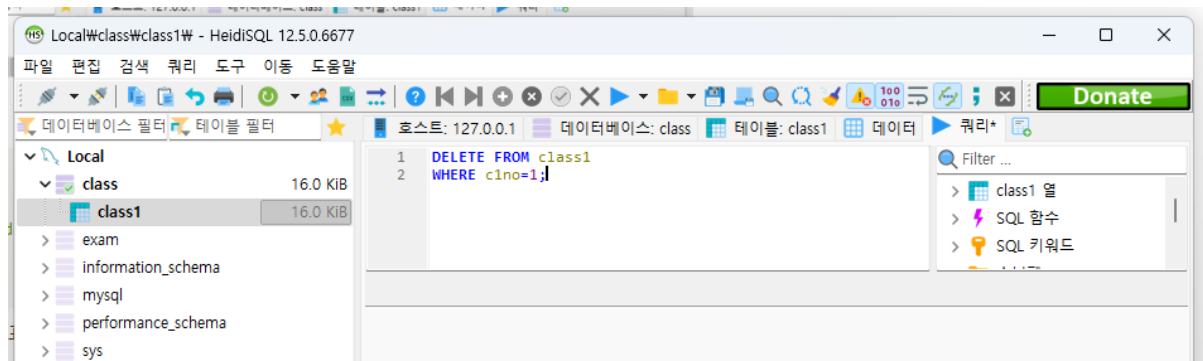 Local₩class₩class1₩ - HeidiSQL 12.5.0.6677
파일 편집 검색 쿼리 도구 이동 도움말
Donate
데이터베이스 필터 테이블 필터
호스트: 127.0.0.1 데이터베이스: class 테이블: class1 데이터 쿼리*
Local
class 16.0 KiB
class1 16.0 KiB
exam
information_schema
mysql
performance_schema
sys
1 DELETE FROM class1
2 WHERE c1no=1;
Filter ...
class1 열
SQL 함수
SQL 키워드